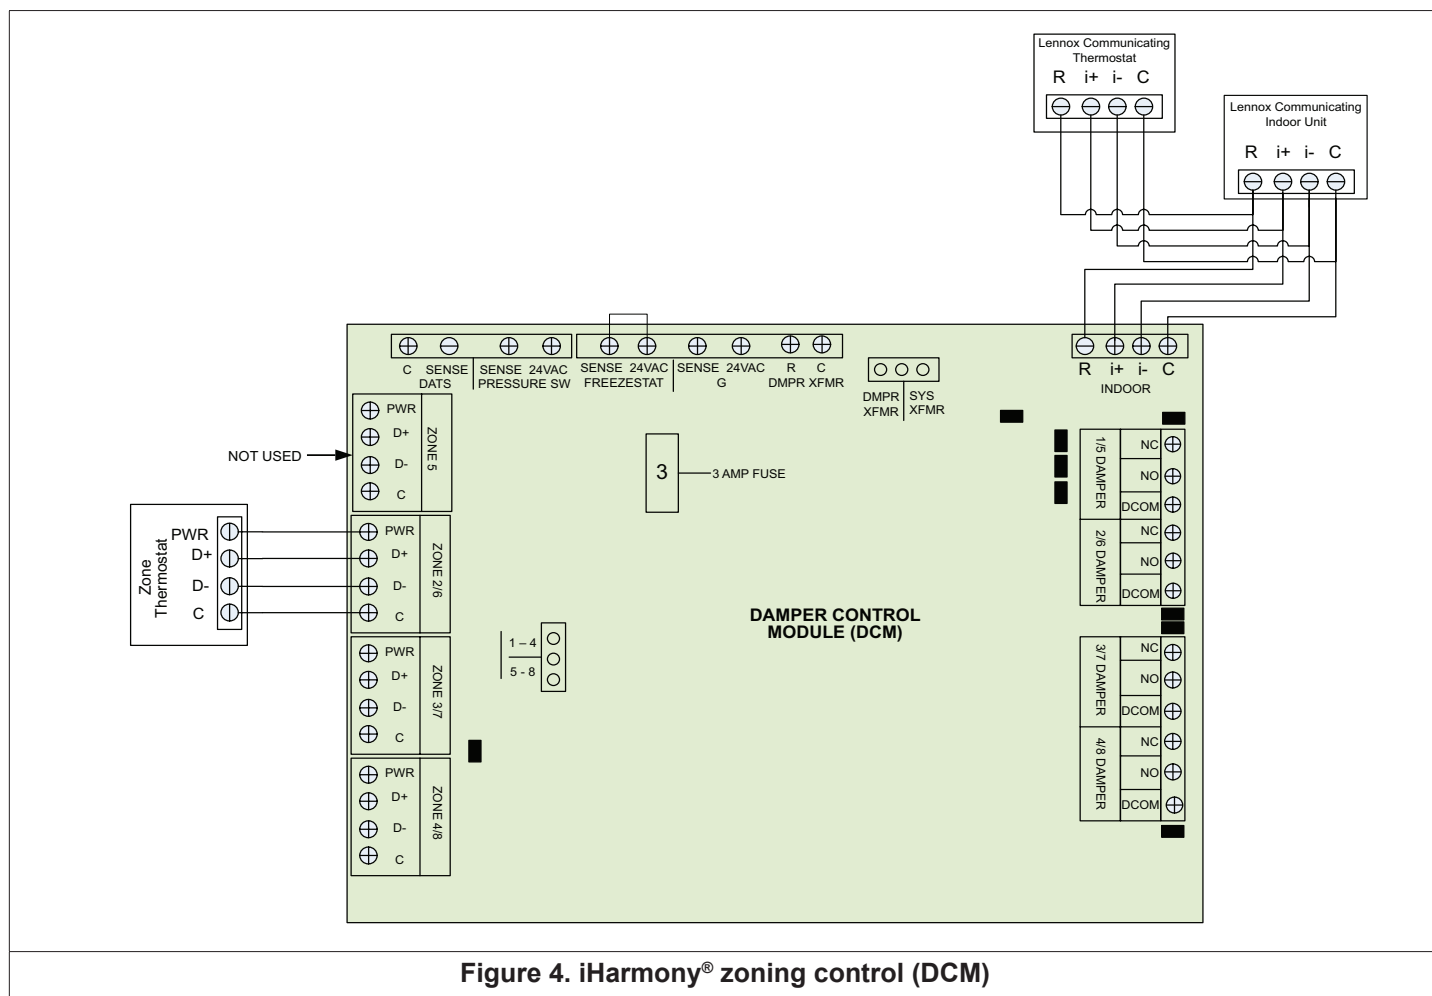 Lennox Communicating
Thermostat
R i+ i- C
Lennox Communicating
Indoor Unit
R i+ i- C
C SENSE
DATS
SENSE 24VAC
PRESSURE SW
SENSE 24VAC
FREEZESTAT
SENSE 24VAC
G
R C
DMPR XFMR
DMPR
XFMR
SYS
XFMR
R i+ i- C
INDOOR
NOT USED
PWR
D+
D-
C
ZONE 5
3
3 AMP FUSE
Zone
Thermostat
PWR
D+
D-
C
PWR
D+
D-
C
ZONE 2/6
1 – 4
5 - 8
PWR
D+
D-
C
ZONE 3/7
PWR
D+
D-
C
ZONE 4/8
DAMPER CONTROL
MODULE (DCM)
1/5 DAMPER
NC
NO
DCOM
2/6 DAMPER
NC
NO
DCOM
3/7 DAMPER
NC
NO
DCOM
4/8 DAMPER
NC
NO
DCOM
Figure 4. iHarmony® zoning control (DCM)